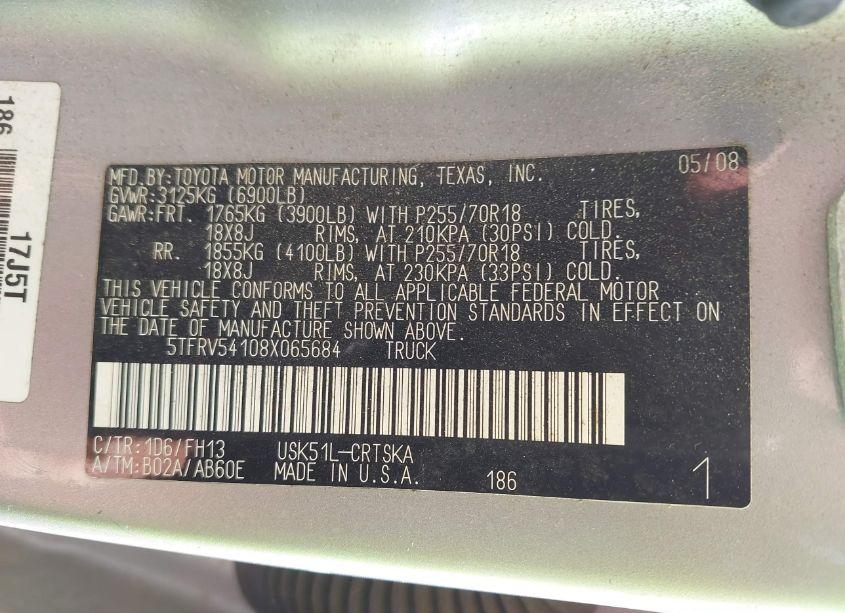 MFD.BY:TOYOTA MOTOR MANUFACTURING, TEXAS, INC. 05/08
GVWR:3125KG (6900LB)
GAWR:FRT. 1765KG (3900LB) WITH P255/70R18 TIRES,
18X8J RIMS, AT 210KPA (30PSI) COLD.
RR. 1855KG (4100LB) WITH P255/70R18 TIRES,
18X8J RIMS, AT 230KPA (33PSI) COLD.
THIS VEHICLE CONFORMS TO ALL APPLICABLE FEDERAL MOTOR
VEHICLE SAFETY AND THEFT PREVENTION STANDARDS IN EFFECT ON
THE DATE OF MANUFACTURE SHOWN ABOVE.
5TFRV54108X065684 TRUCK
C/TR:1D6/FH13 USK51L-CRTSKA
A/TM:B02A/AB60E MADE IN U.S.A. 186 1
186
17J5T